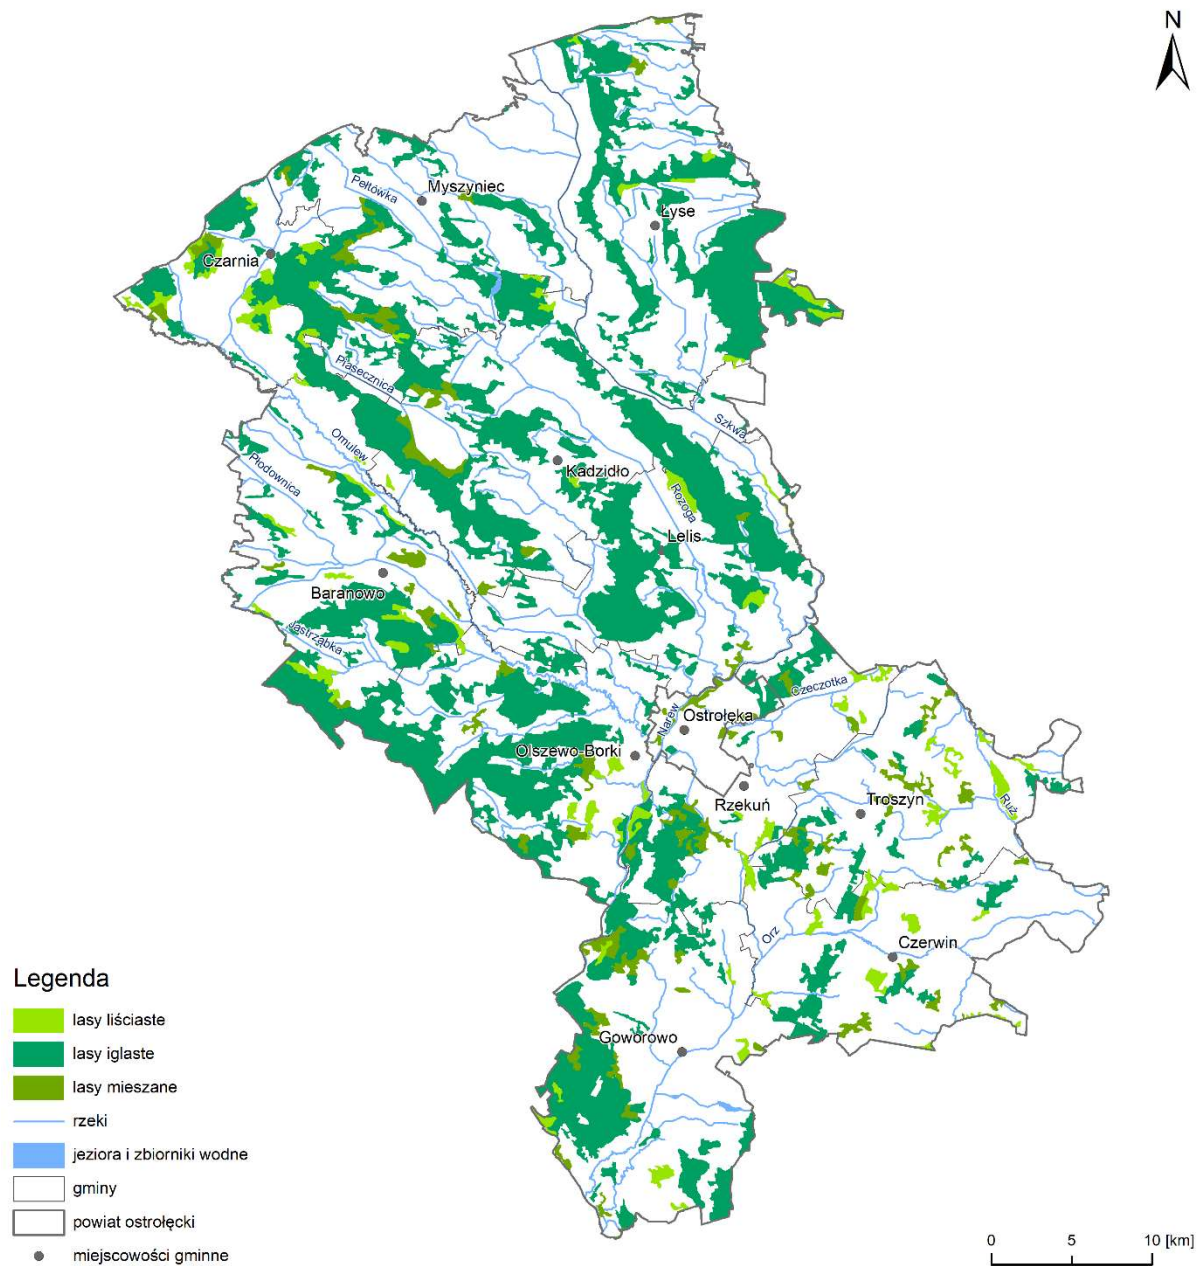 N
Pełtówka
Myszyniec
Łyse
Czarnia
Piasecznica
Szkwa
Omulew
Płodownica
Kadzidło
Rozoga
Lelis
Baranowo
Jastrząbka
Czeczotka
Narew
Ostrołęka
Olszewo-Borki
Rzekuń
Troszyn
Ruż
Orz
Czerwin
Goworowo
Legenda
lasy liściaste
lasy iglaste
lasy mieszane
rzeki
jeziora i zbiorniki wodne
gminy
powiat ostrołęcki
miejscowości gminne
0 5 10 [km]